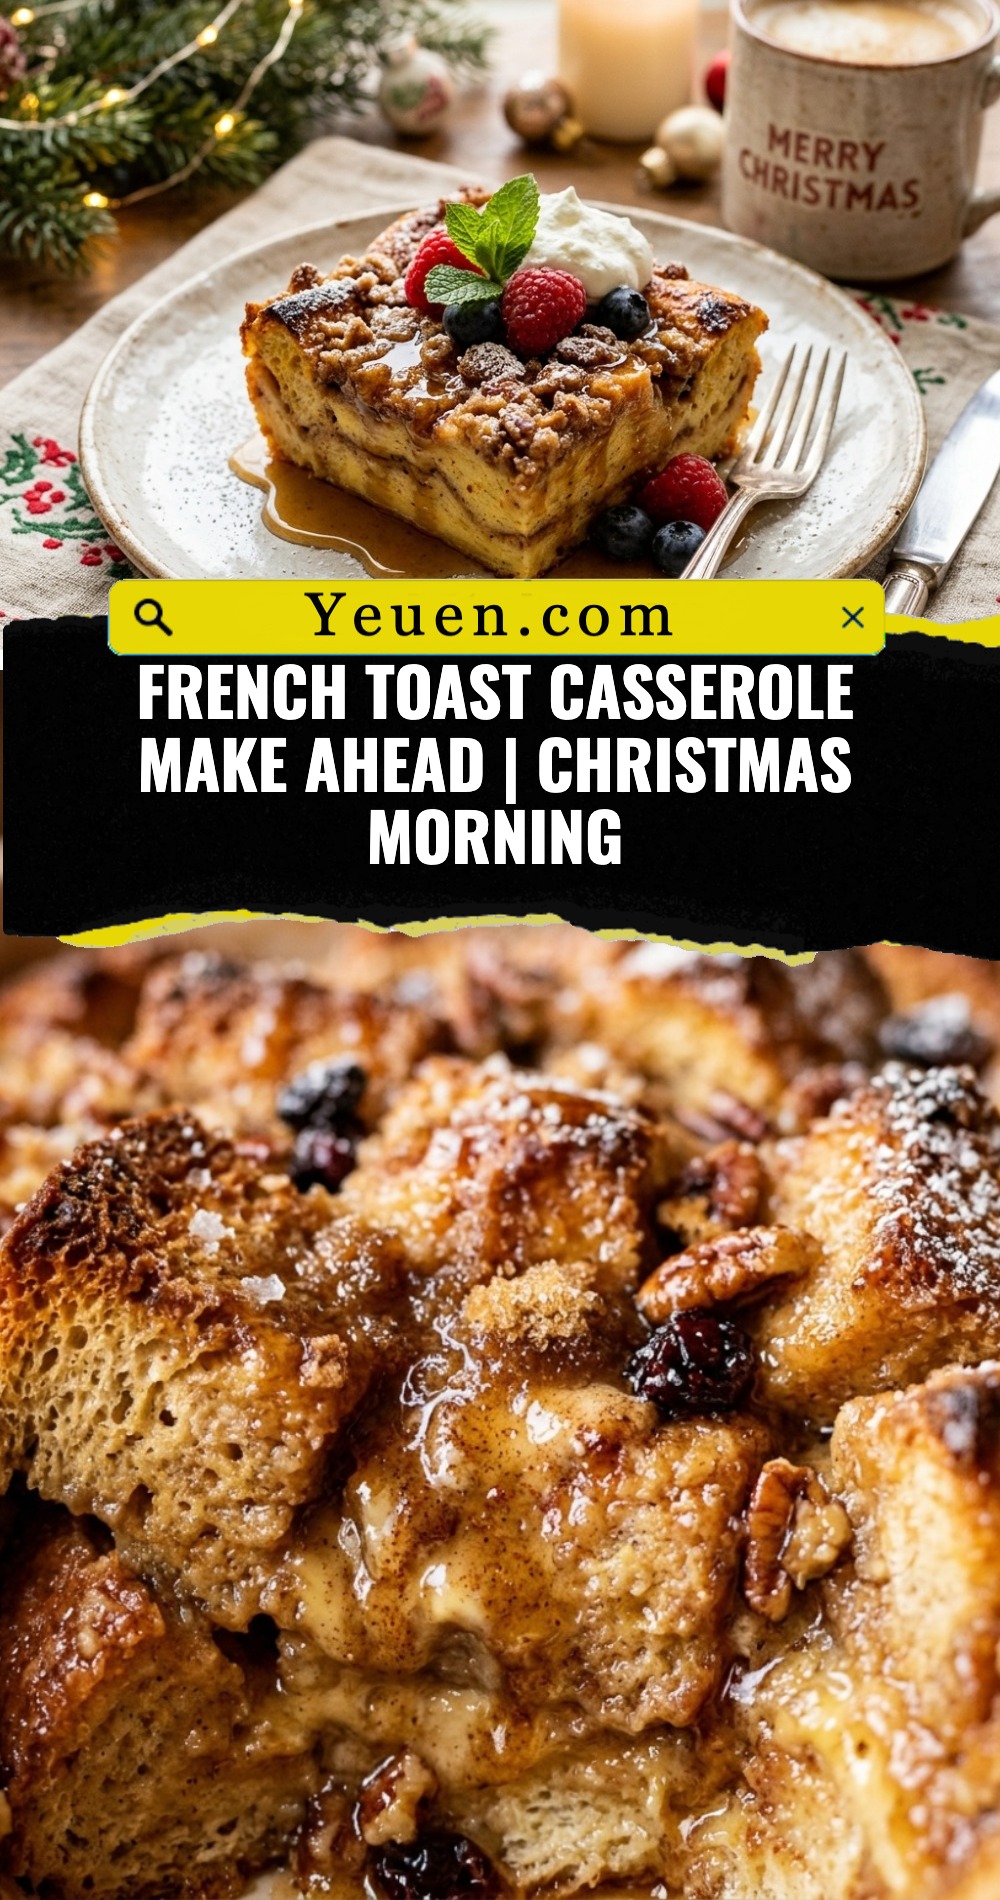 MERRY
CHRISTMAS
Yeuen.com
FRENCH TOAST CASSEROLE
MAKE AHEAD | CHRISTMAS
MORNING